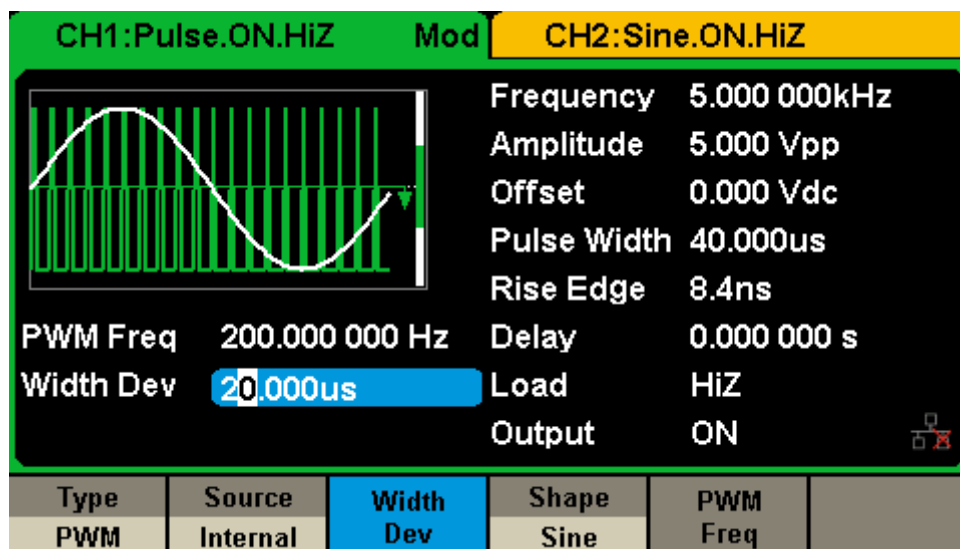 CH1:Pulse.ON.HiZ Mod CH2:Sine.ON.HiZ
Frequency 5.000 000kHz
Amplitude 5.000 Vpp
Offset 0.000 Vdc
Pulse Width 40.000us
Rise Edge 8.4ns
PWM Freq 200.000 000 Hz Delay 0.000 000 s
Width Dev 20.000us Load HiZ
Output ON
Type Source Width Shape PWM
PWM Internal Dev Sine Freq